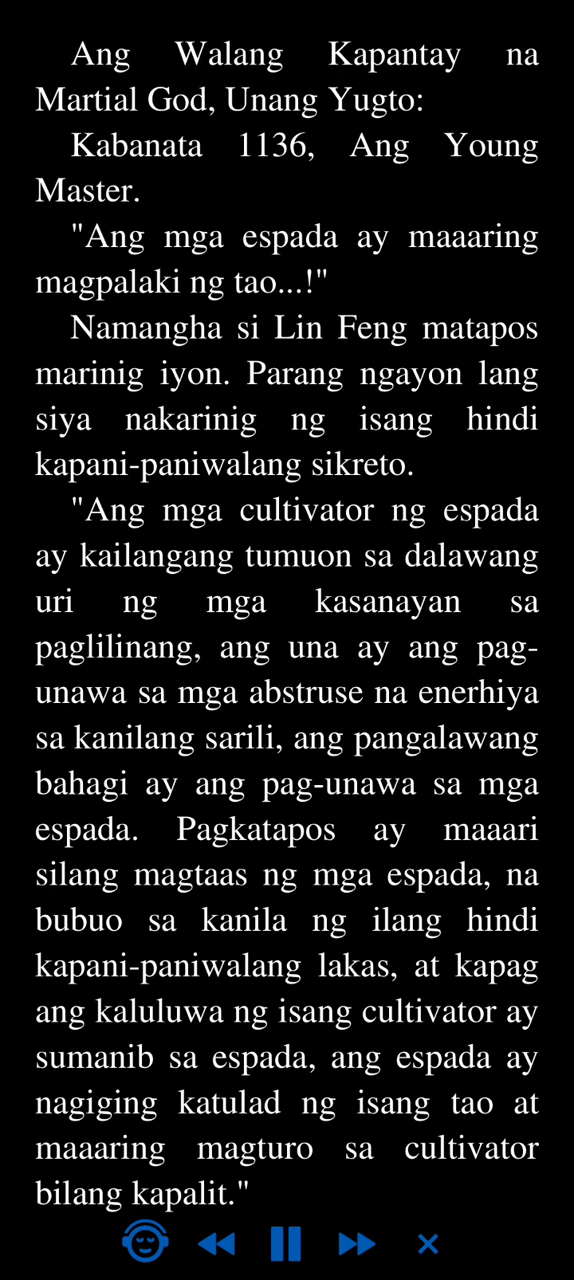 Ang Walang Kapantay na
Martial God, Unang Yugto:
Kabanata 1136, Ang Young
Master.
"Ang mga espada ay maaaring
magpalaki ng tao...!"
Namangha si Lin Feng matapos
marinig iyon. Parang ngayon lang
siya nakarinig ng isang hindi
kapani-paniwalang sikreto.
"Ang mga cultivator ng espada
ay kailangang tumuon sa dalawang
uri ng mga kasanayan sa
paglilinang, ang una ay ang pag-
unawa sa mga abstruse na enerhiya
sa kanilang sarili, ang pangalawang
bahagi ay ang pag-unawa sa mga
espada. Pagkatapos ay maaari
silang magtaas ng mga espada, na
bubuo sa kanila ng ilang hindi
kapani-paniwalang lakas, at kapag
ang kaluluwa ng isang cultivator ay
sumanib sa espada, ang espada ay
nagiging katulad ng isang tao at
maaaring magturo sa cultivator
bilang kapalit."